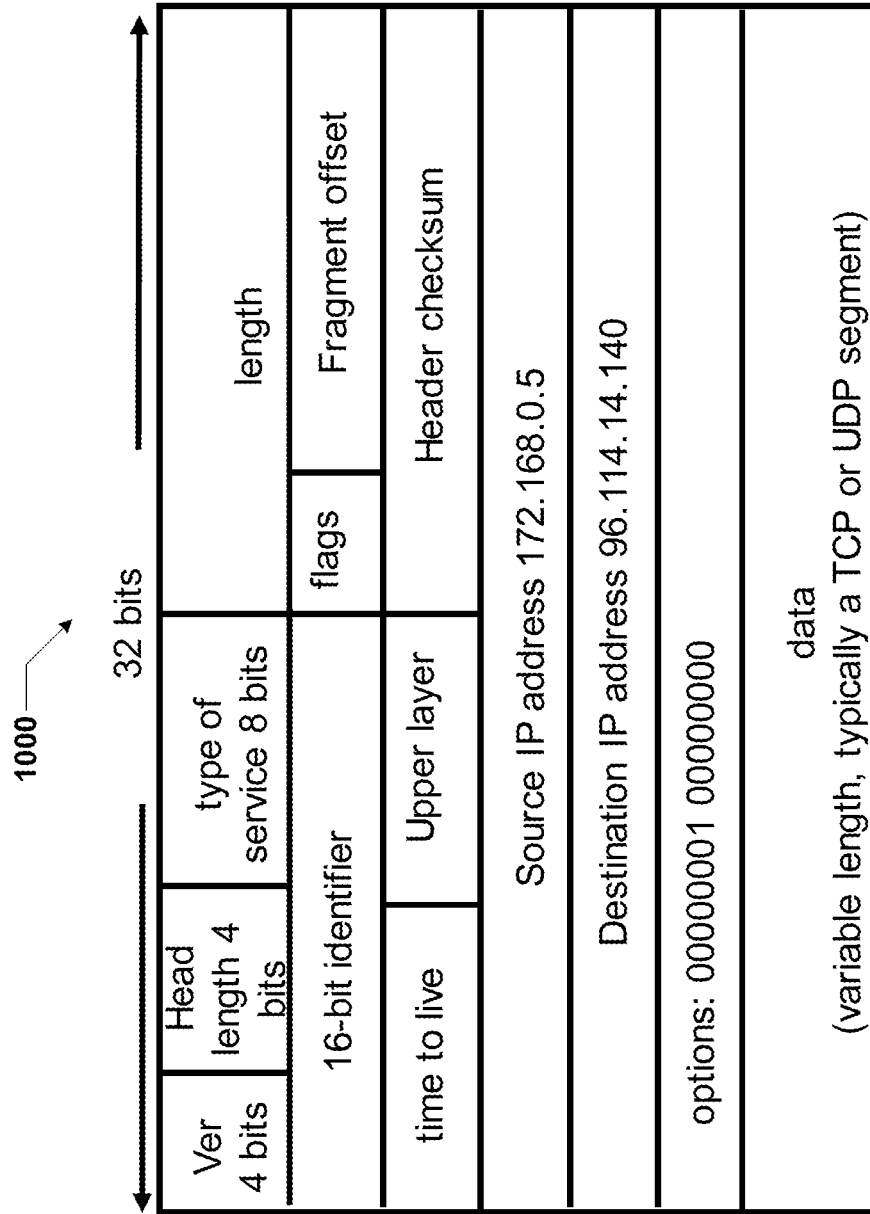 1000
32 bits
Ver
4 bits
Head
length 4
bits
type of
service 8 bits
length
16-bit identifier
flags
Fragment offset
time to live
Upper layer
Header checksum
Source IP address 172.168.0.5
Destination IP address 96.114.14.140
options: 00000001 00000000
data
(variable length, typically a TCP or UDP segment)